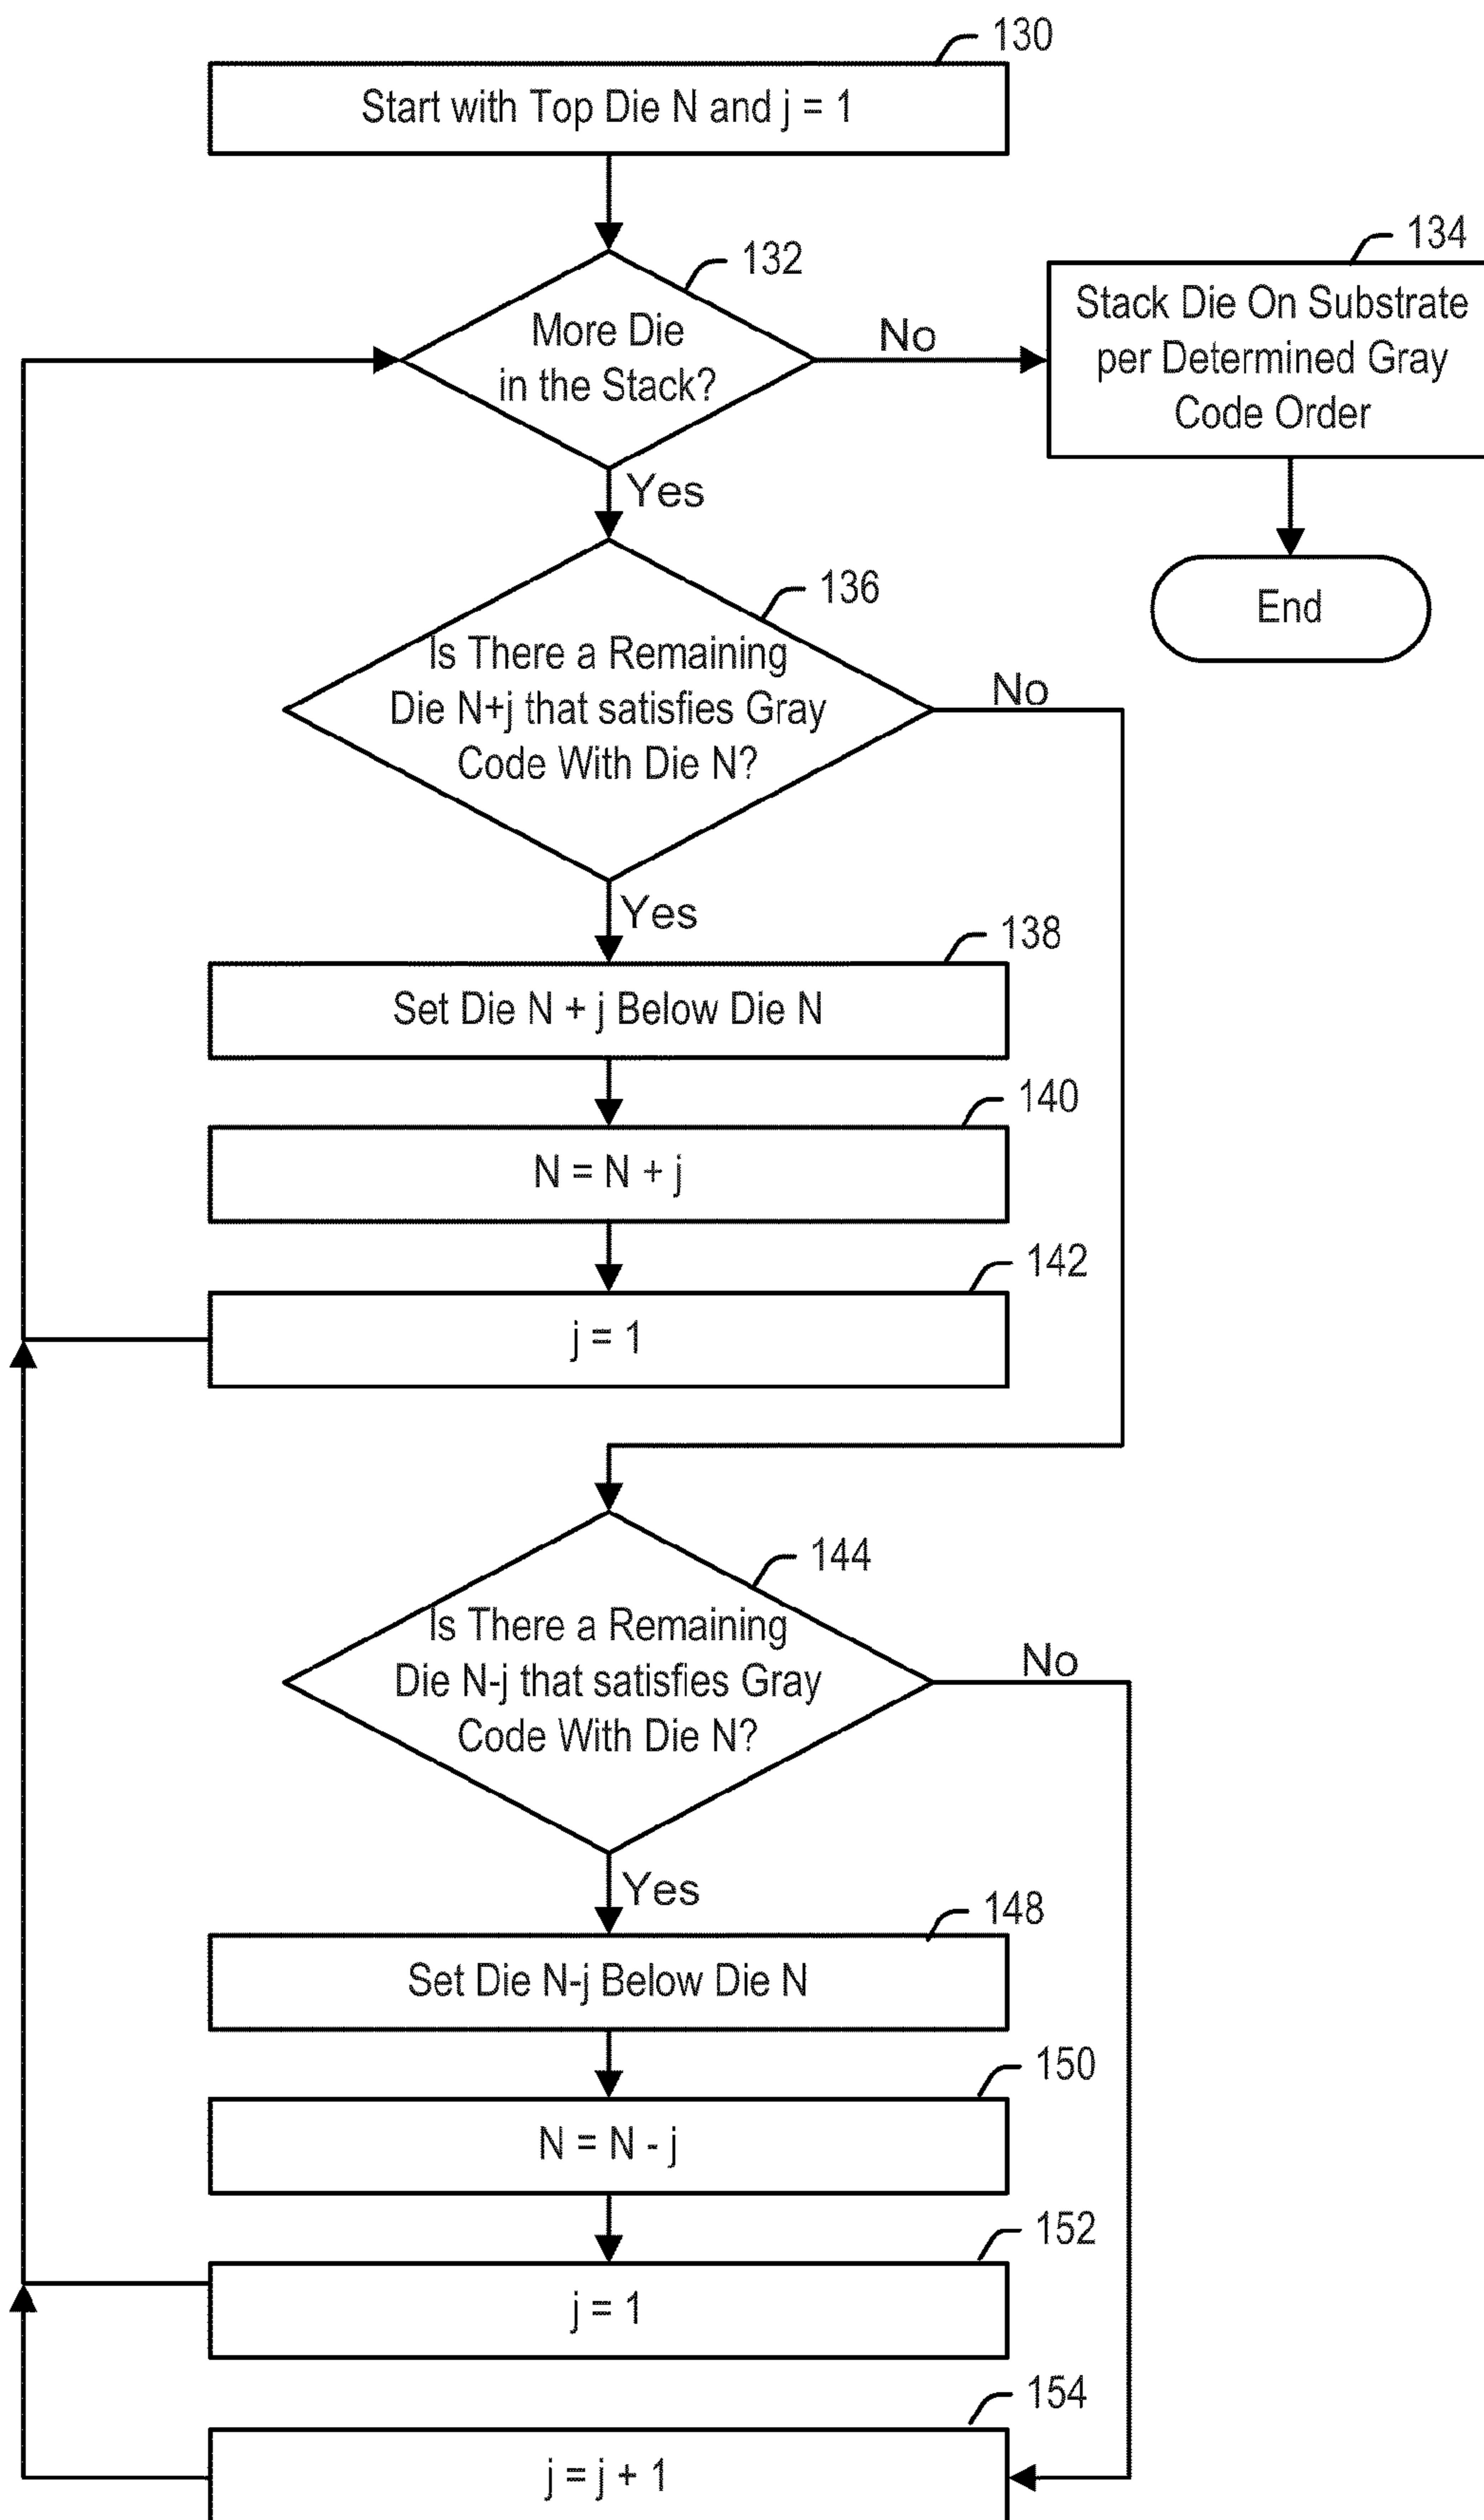 130
Start with Top Die N and j = 1
132
More Die
in the Stack?
No
134
Stack Die On Substrate
per Determined Gray
Code Order
Yes
End
136
Is There a Remaining
Die N+j that satisfies Gray
Code With Die N?
No
Yes
138
Set Die N + j Below Die N
140
N = N + j
142
j = 1
144
Is There a Remaining
Die N-j that satisfies Gray
Code With Die N?
No
Yes
148
Set Die N-j Below Die N
150
N = N - j
152
j = 1
154
j = j + 1